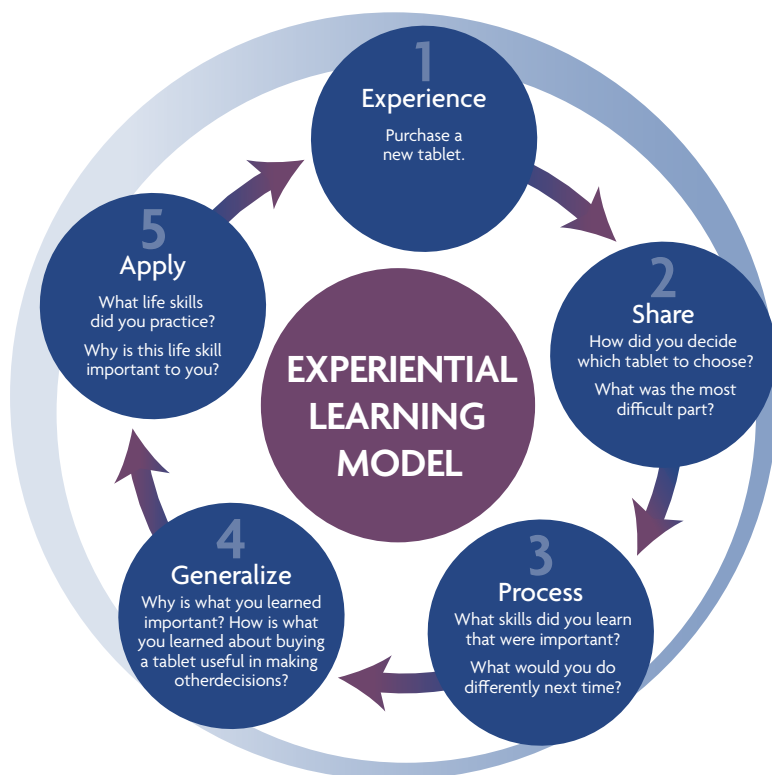 1
Experience
Purchase a
new tablet.
2
Share
How did you decide
which tablet to choose?
What was the most
difficult part?
3
Process
What skills did you learn
that were important?
What would you do
differently next time?
4
Generalize
Why is what you learned
important? How is what
you learned about buying
a tablet useful in making
otherdecisions?
5
Apply
What life skills
did you practice?
Why is this life skill
important to you?
EXPERIENTIAL
LEARNING
MODEL